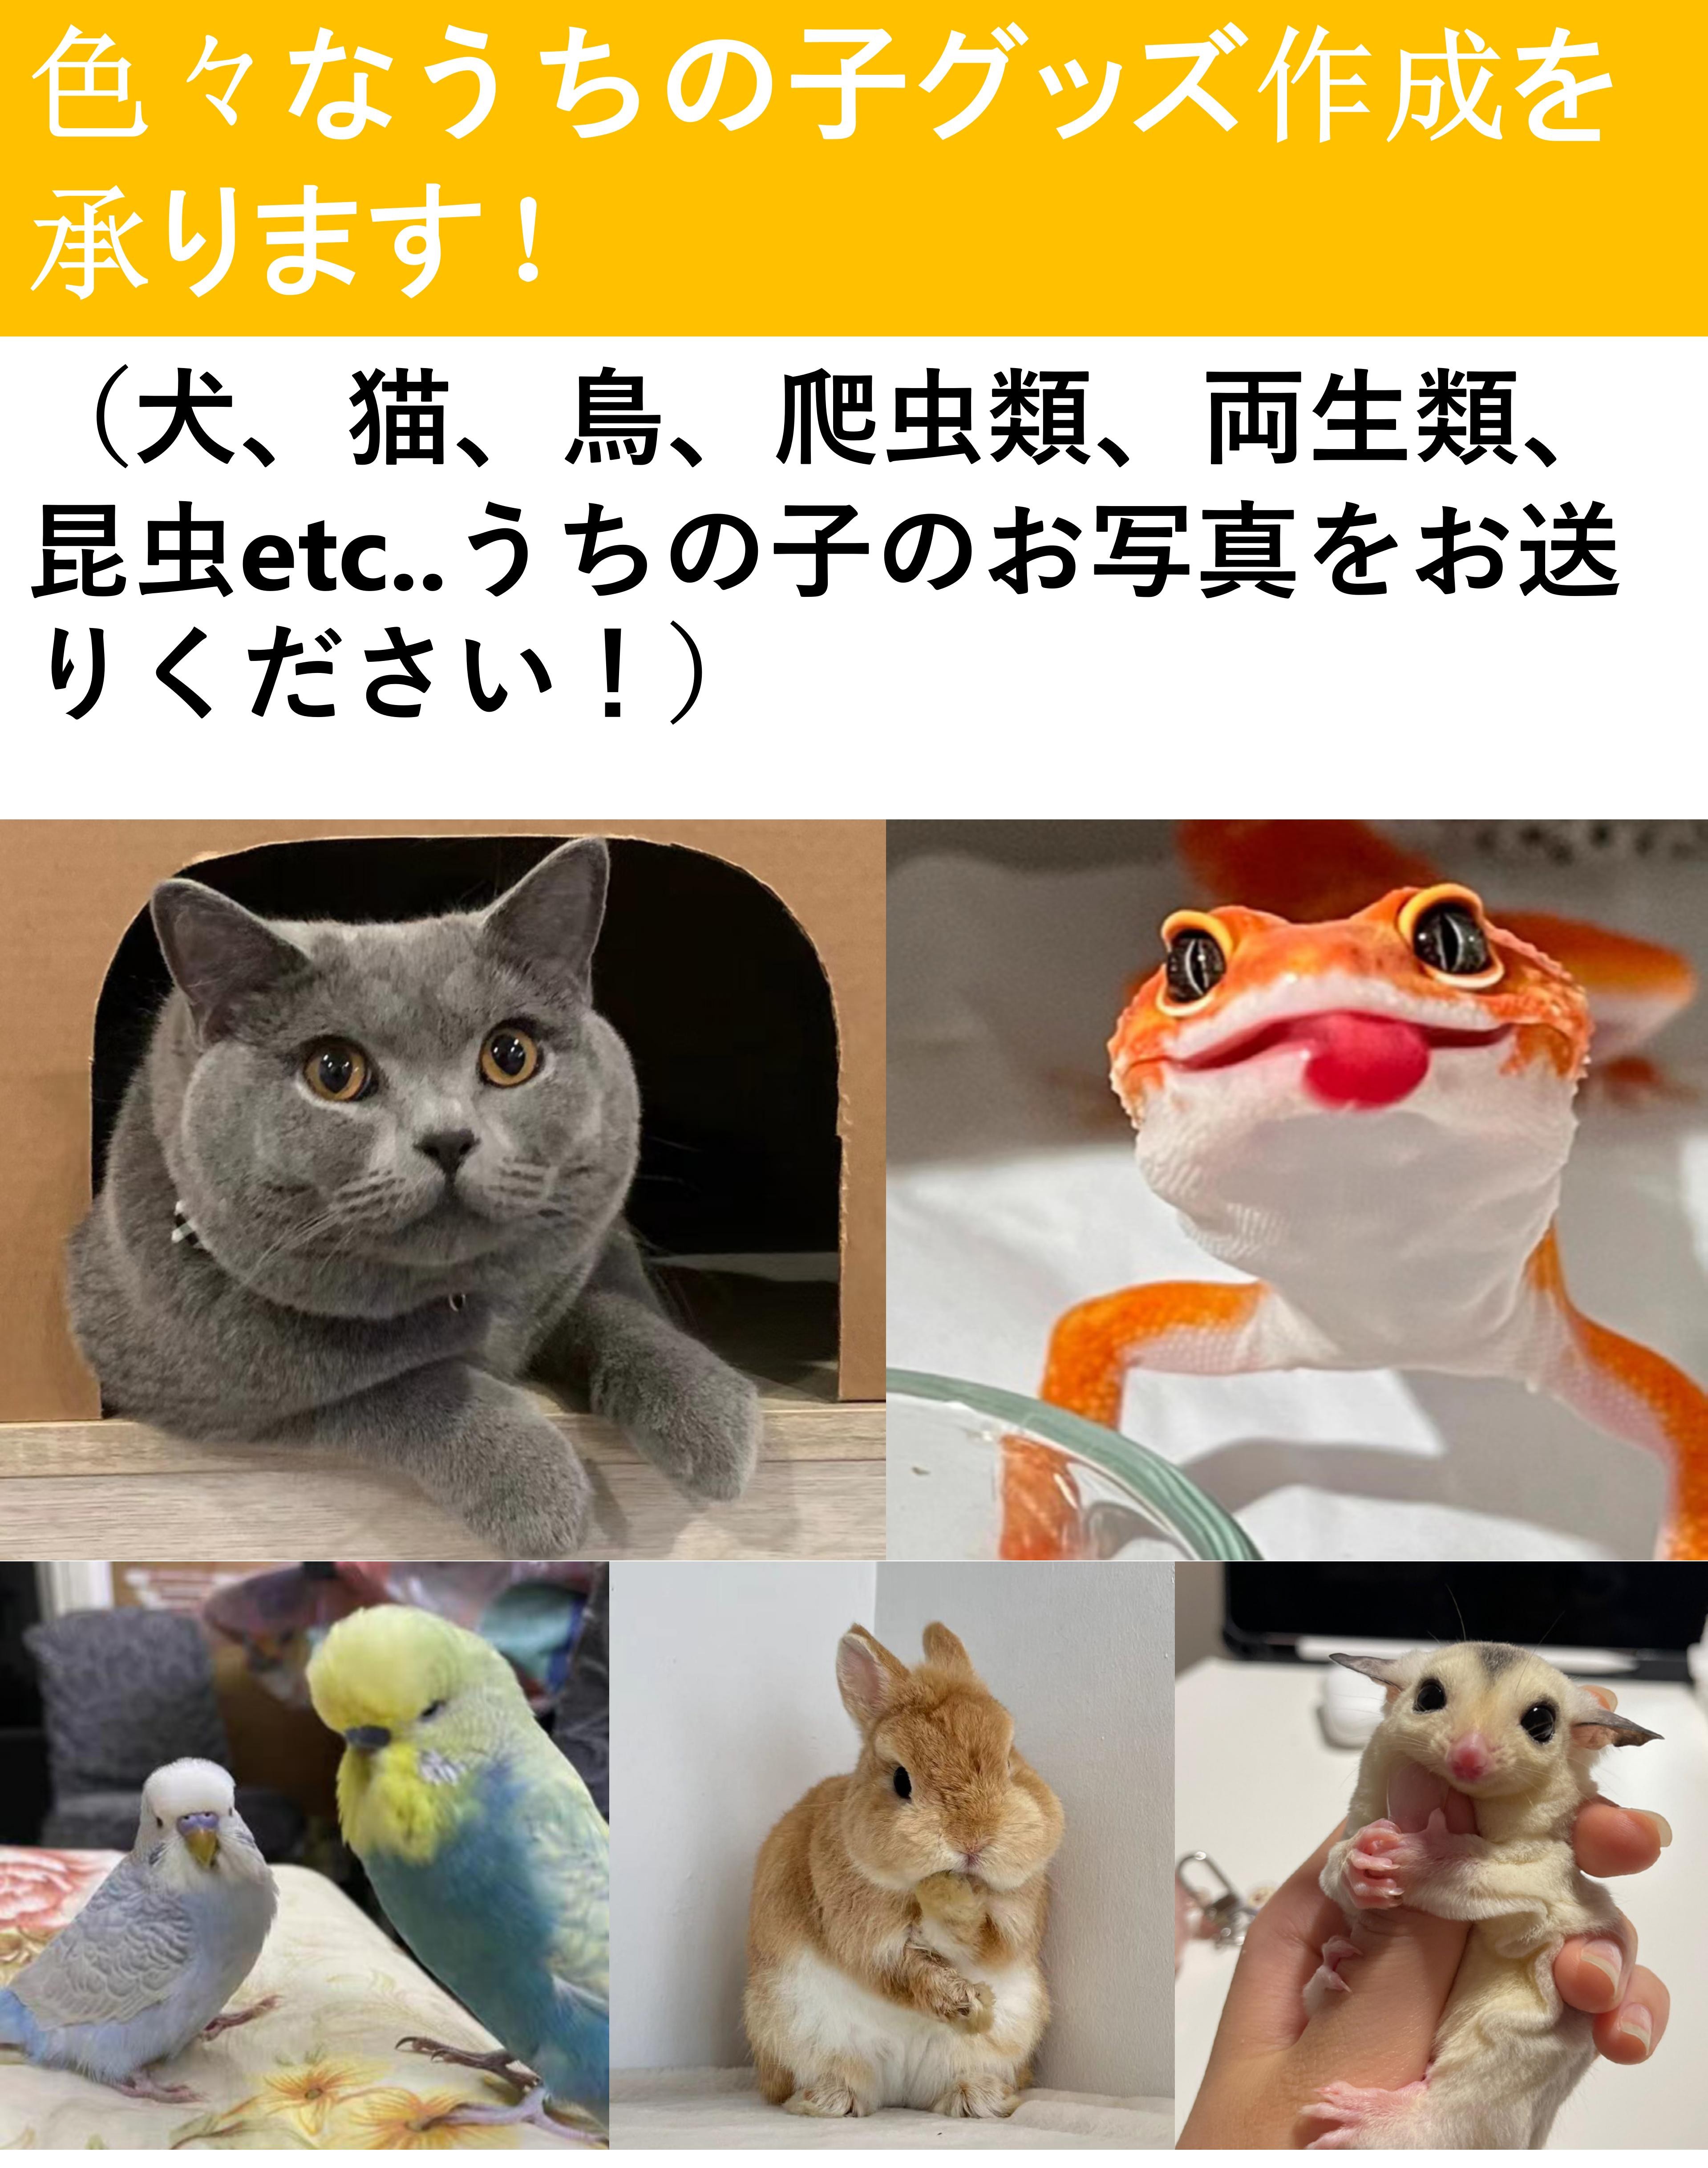 色々なうちの子グッズ作成を
承ります！
（犬、猫、鳥、爬虫類、両生類、
昆虫etc..うちの子のお写真をお送
りください！）